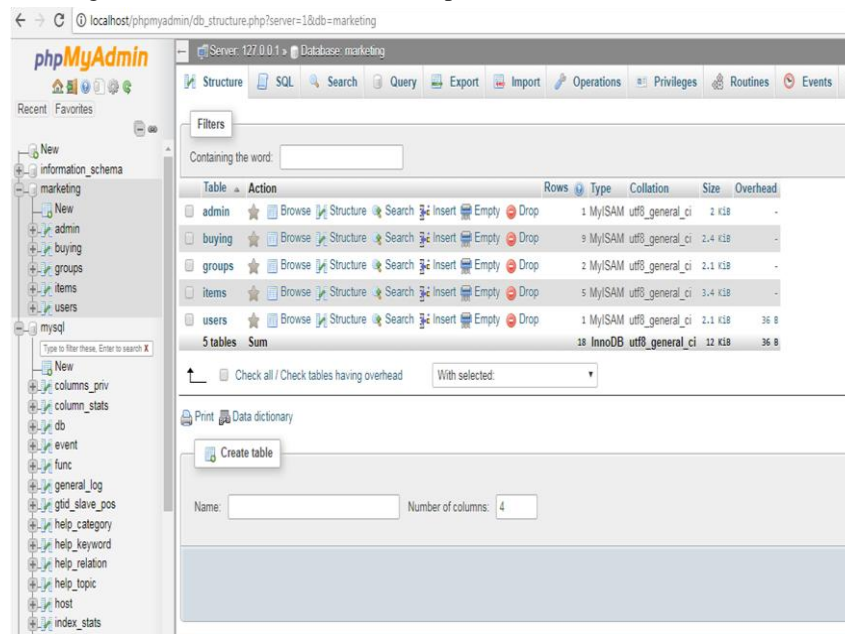 localhost/phpmyadmin/db_structure.php?server=1&db=marketing
phpMyAdmin
Recent Favorites
New
information_schema
marketing
New
admin
buying
groups
items
users
mysql
Type to filter these, Enter to search X
New
columns_priv
column_stats
db
event
func
general_log
gtid_slave_pos
help_category
help_keyword
help_relation
help_topic
host
index_stats
Server: 127.0.0.1 » Database: marketing
Structure SQL Search Query Export Import Operations Privileges Routines Events
Filters
Containing the word:
Table Action Rows Type Collation Size Overhead
admin Browse Structure Search Insert Empty Drop 1 MyISAM utf8_general_ci 2 KiB -
buying Browse Structure Search Insert Empty Drop 9 MyISAM utf8_general_ci 2.4 KiB -
groups Browse Structure Search Insert Empty Drop 2 MyISAM utf8_general_ci 2.1 KiB -
items Browse Structure Search Insert Empty Drop 5 MyISAM utf8_general_ci 3.4 KiB -
users Browse Structure Search Insert Empty Drop 1 MyISAM utf8_general_ci 2.1 KiB 36 B
5 tables Sum 18 InnoDB utf8_general_ci 12 KiB 36 B
Check all / Check tables having overhead With selected:
Print Data dictionary
Create table
Name: Number of columns: 4